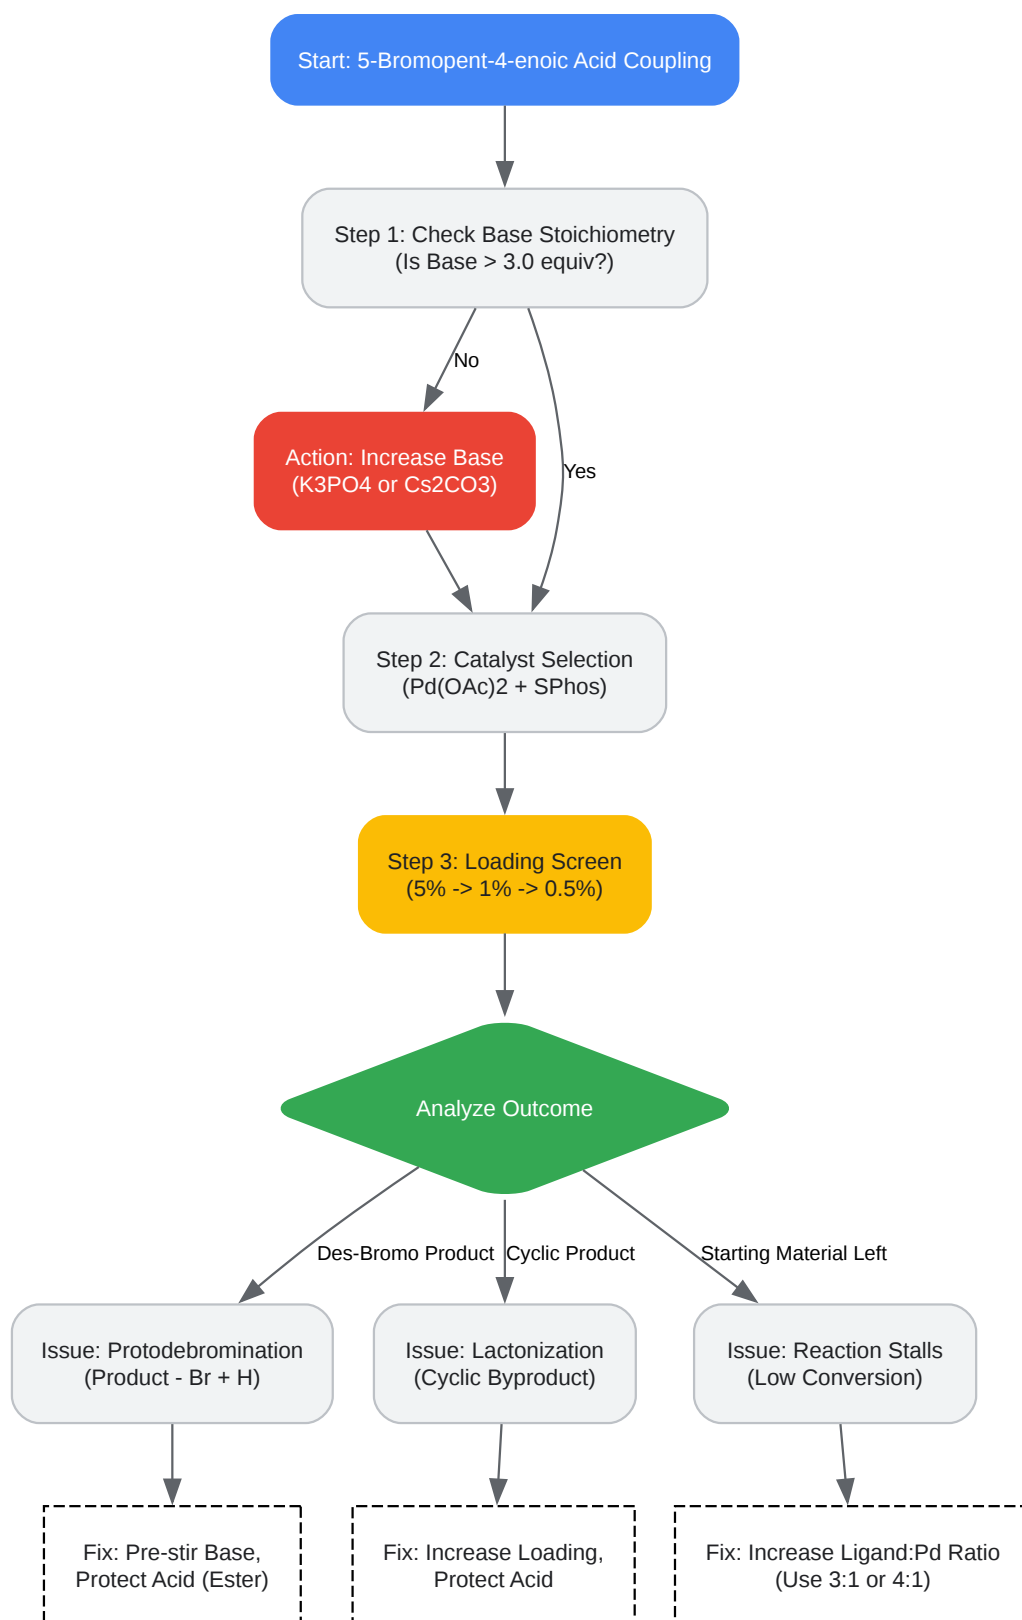 Start: 5-Bromopent-4-enoic Acid Coupling
Step 1: Check Base Stoichiometry
(Is Base > 3.0 equiv?)
No
Yes
Action: Increase Base
(K3PO4 or Cs2CO3)
Step 2: Catalyst Selection
(Pd(OAc)2 + SPhos)
Step 3: Loading Screen
(5% -> 1% -> 0.5%)
Analyze Outcome
Des-Bromo Product
Cyclic Product
Starting Material Left
Issue: Protodebromination
(Product - Br + H)
Issue: Lactonization
(Cyclic Byproduct)
Issue: Reaction Stalls
(Low Conversion)
Fix: Pre-stir Base,
Protect Acid (Ester)
Fix: Increase Loading,
Protect Acid
Fix: Increase Ligand:Pd Ratio
(Use 3:1 or 4:1)